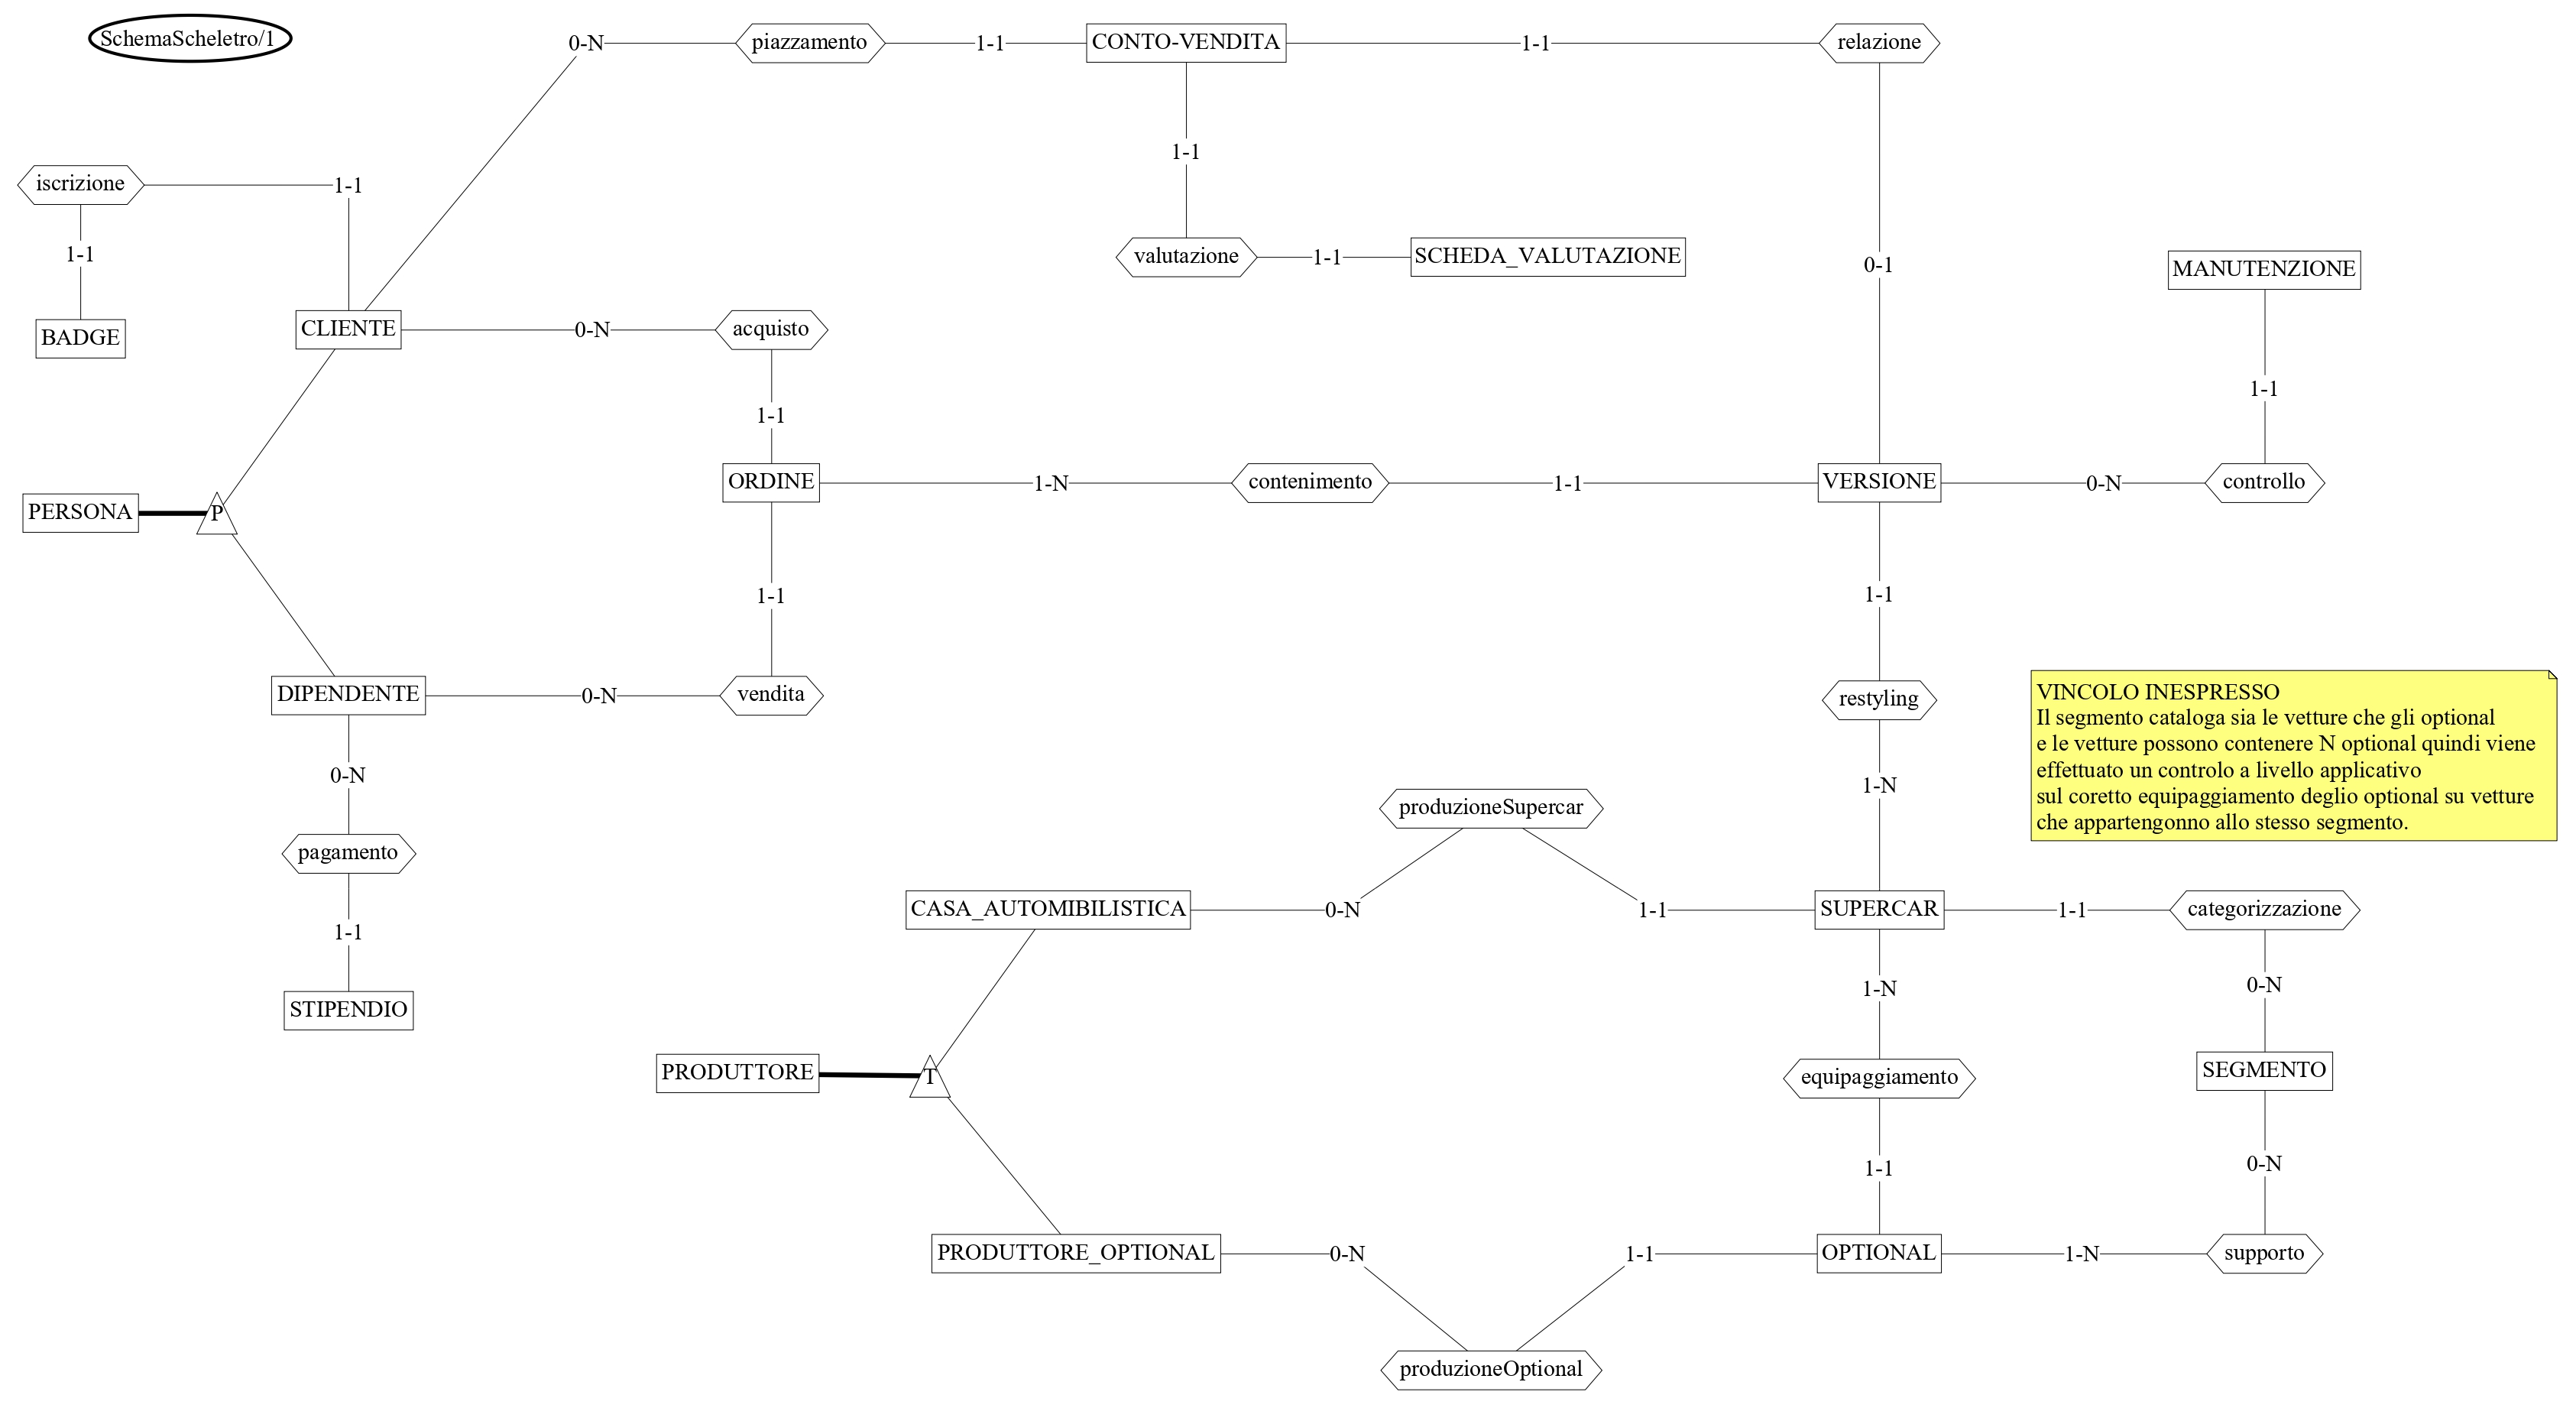 SchemaScheletro/1
0-N
piazzamento
1-1
CONTO-VENDITA
1-1
relazione
1-1
iscrizione
1-1
1-1
BADGE
valutazione
1-1
SCHEDA_VALUTAZIONE
0-1
MANUTENZIONE
CLIENTE
0-N
acquisto
1-1
1-1
PERSONA
P
ORDINE
1-N
contenimento
1-1
VERSIONE
0-N
controllo
1-1
1-1
DIPENDENTE
0-N
vendita
restyling
VINCOLO INESPRESSO
Il segmento cataloga sia le vetture che gli optional
e le vetture possono contenere N optional quindi viene
effettuato un controlo a livello applicativo
sul coretto equipaggiamento deglio optional su vetture
che appartengonno allo stesso segmento.
0-N
pagamento
1-1
STIPENDIO
produzioneSupercar
1-N
CASA_AUTOMIBILISTICA
0-N
1-1
SUPERCAR
1-1
categorizzazione
1-N
0-N
PRODUTTORE
T
equipaggiamento
SEGMENTO
1-1
0-N
PRODUTTORE_OPTIONAL
0-N
1-1
OPTIONAL
1-N
supporto
produzioneOptional